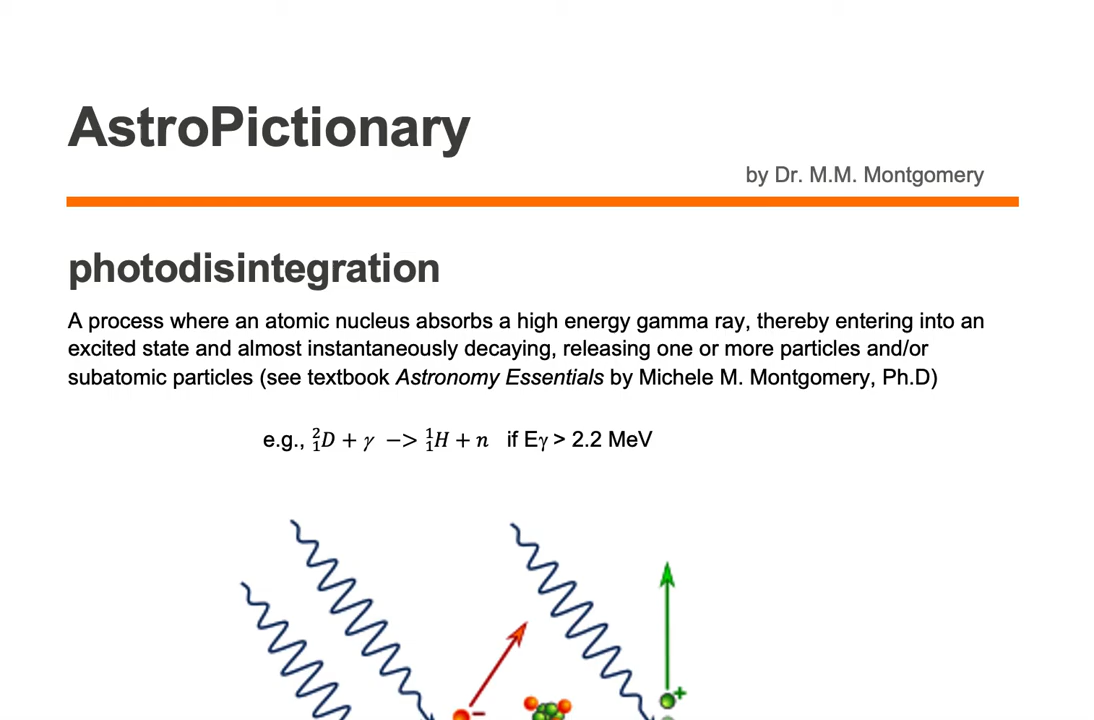 AstroPictionary
by Dr. M.M. Montgomery
photodisintegration
A process where an atomic nucleus absorbs a high energy gamma ray, thereby entering into an
excited state and almost instantaneously decaying, releasing one or more particles and/or
subatomic particles (see textbook Astronomy Essentials by Michele M. Montgomery, Ph.D)
e.g., ²₁D + γ –> ¹₁H + n if Eγ > 2.2 MeV
+
−